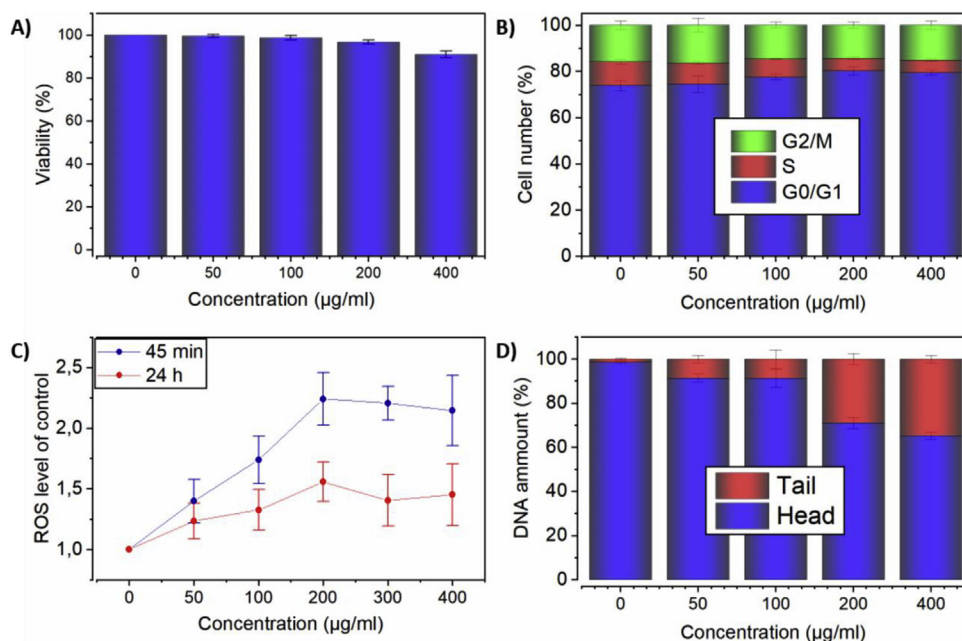 A)
Viability (%)
100
80
60
40
20
0
0 50 100 200 400
Concentration (µg/ml)
B)
Cell number (%)
100
80
60
40
20
0
G2/M
S
G0/G1
0 50 100 200 400
Concentration (µg/ml)
C)
45 min
24 h
ROS level of control
2,5
2,0
1,5
1,0
0 50 100 200 300 400
Concentration (µg/ml)
D)
DNA ammount (%)
100
80
60
40
20
0
Tail
Head
0 50 100 200 400
Concentration (µg/ml)